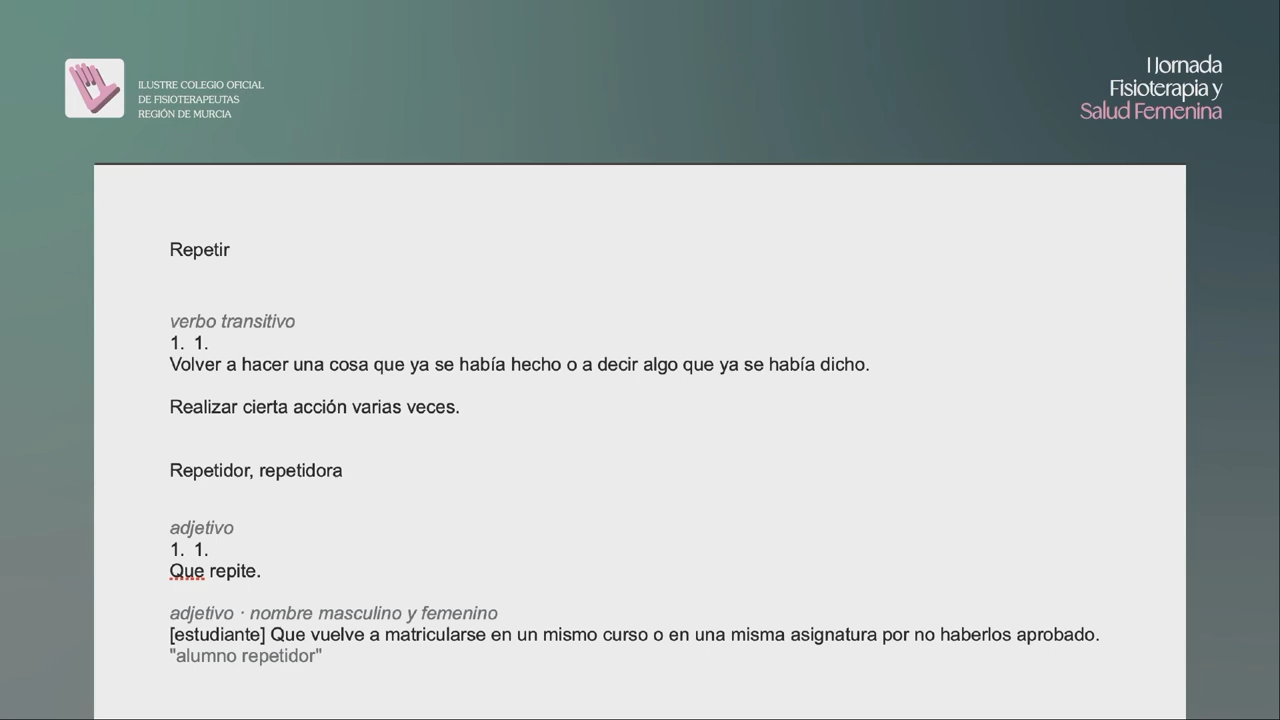 ILUSTRE COLEGIO OFICIAL
DE FISIOTERAPEUTAS
REGIÓN DE MURCIA
I Jornada
Fisioterapia y
Salud Femenina
Repetir
verbo transitivo
1. 1.
Volver a hacer una cosa que ya se había hecho o a decir algo que ya se había dicho.
Realizar cierta acción varias veces.
Repetidor, repetidora
adjetivo
1. 1.
Que repite.
adjetivo · nombre masculino y femenino
[estudiante] Que vuelve a matricularse en un mismo curso o en una misma asignatura por no haberlos aprobado.
"alumno repetidor"